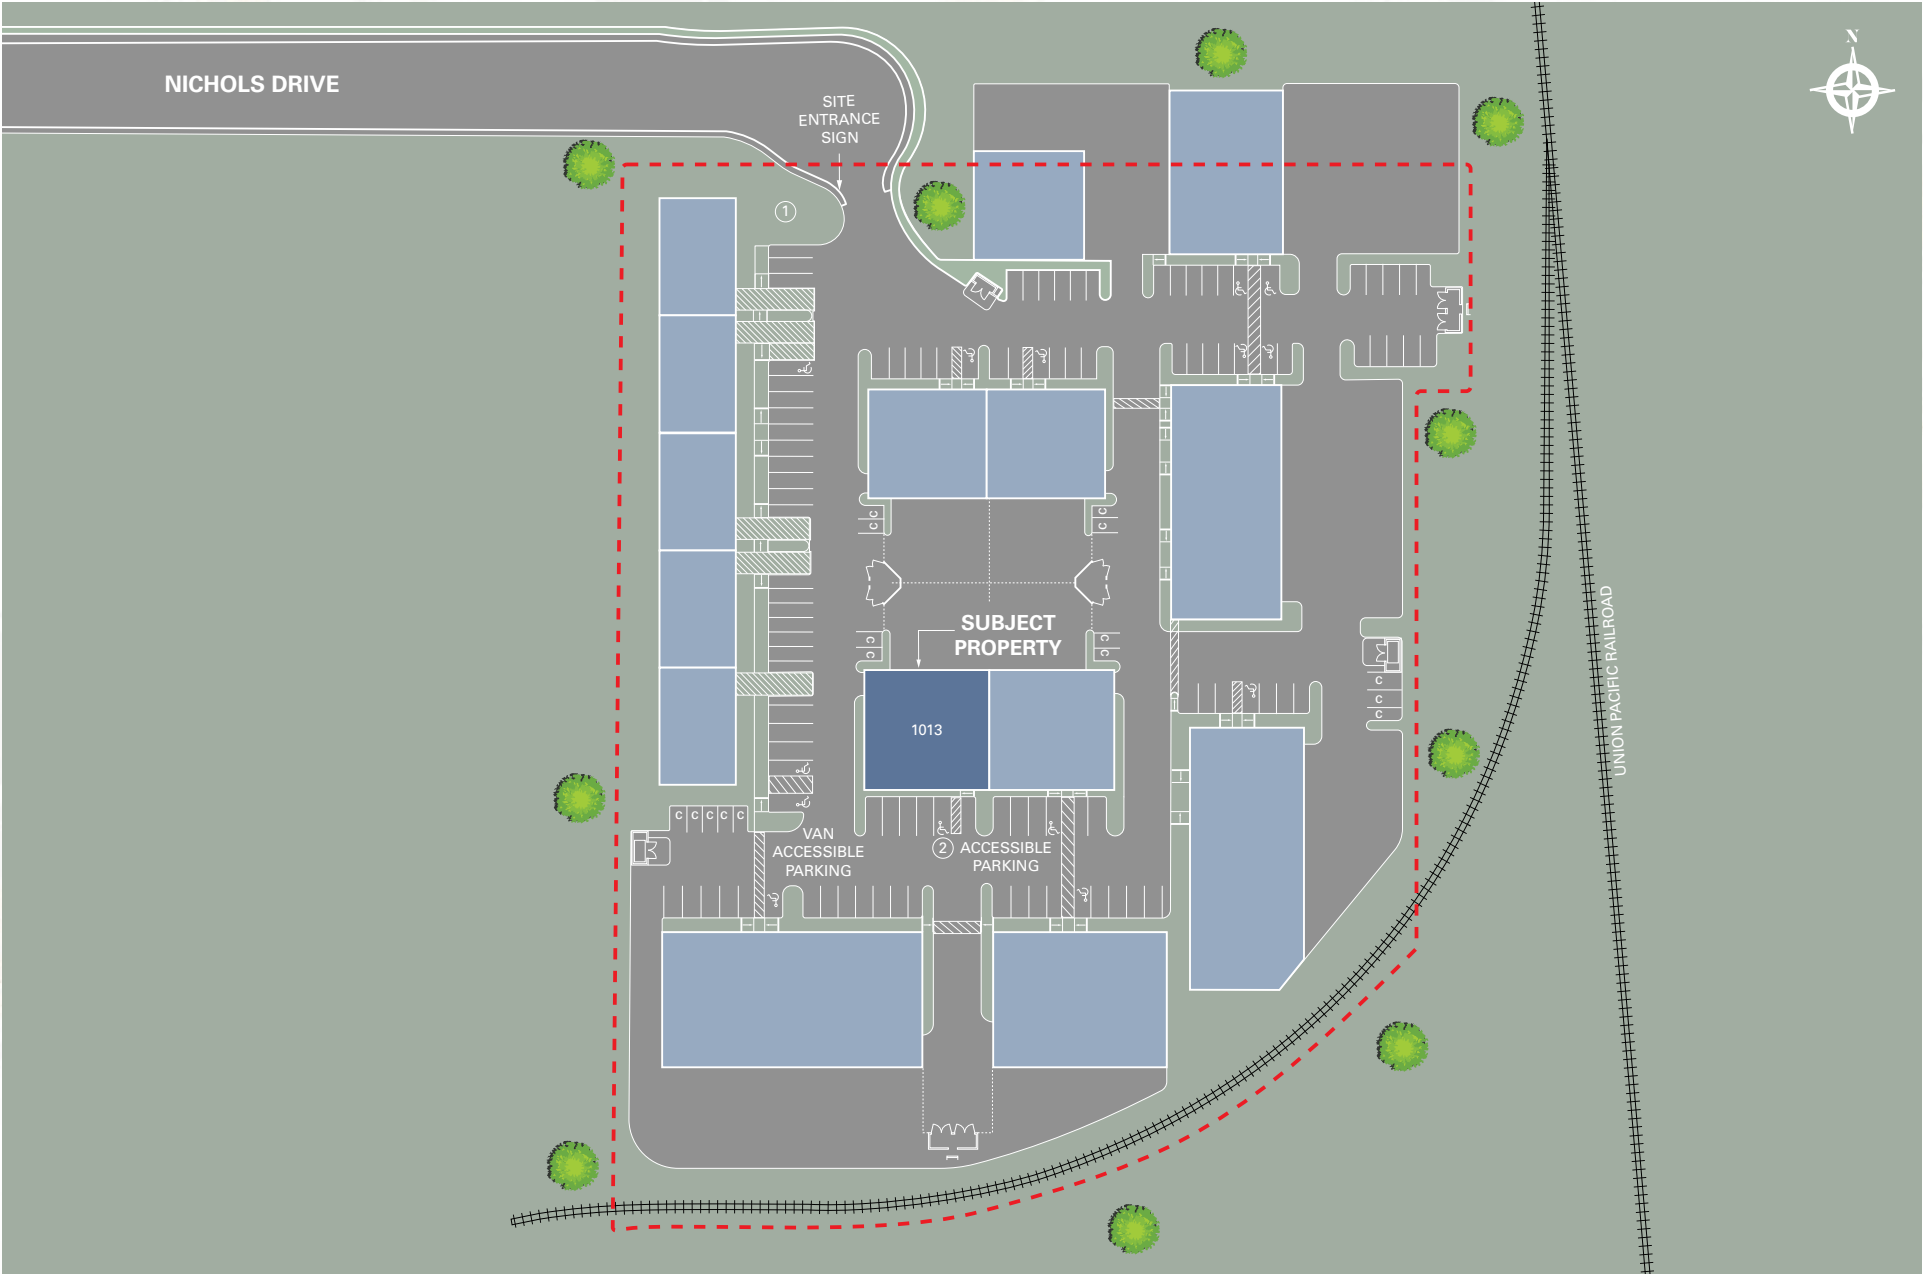 N
NICHOLS DRIVE
SITE
ENTRANCE
SIGN
1
C
C
C
C
SUBJECT
PROPERTY
C
C
C
C
UNION PACIFIC RAILROAD
C
C
C
1013
C C C C C
VAN
ACCESSIBLE
PARKING
2 ACCESSIBLE
PARKING